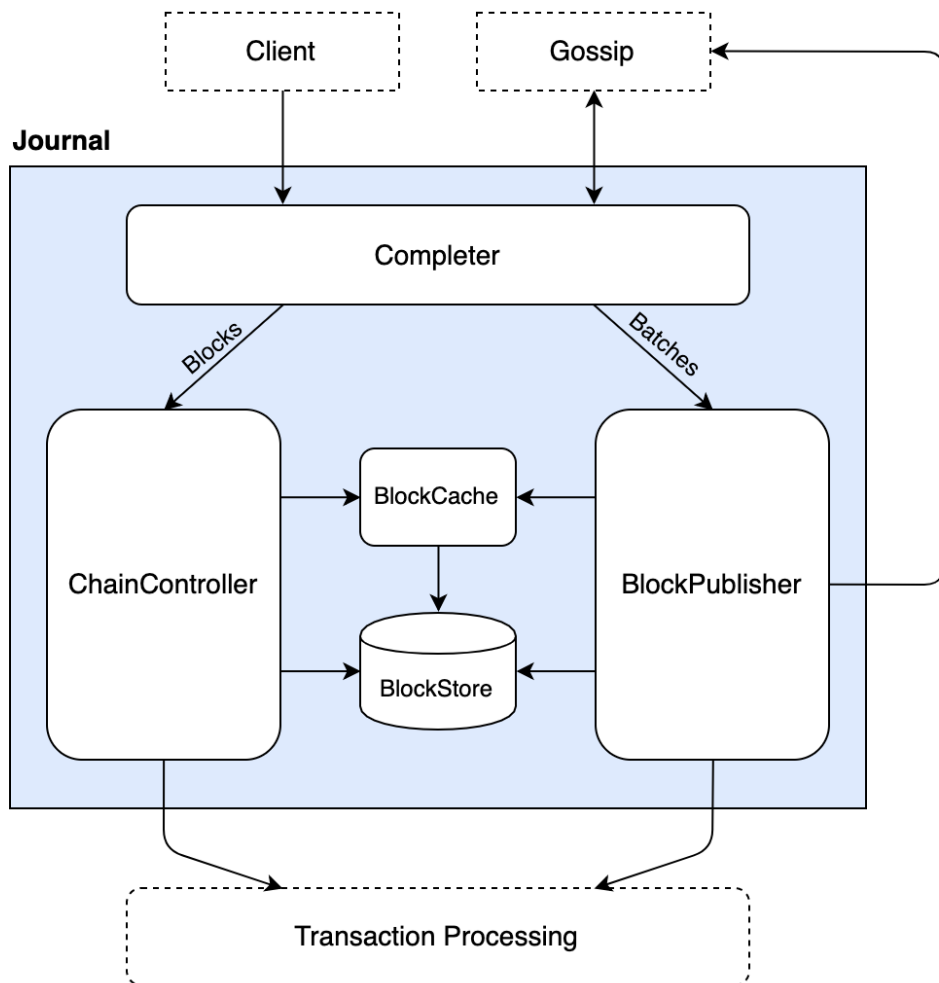 Client
Gossip
Journal
Completer
Blocks
Batches
BlockCache
ChainController
BlockPublisher
BlockStore
Transaction Processing